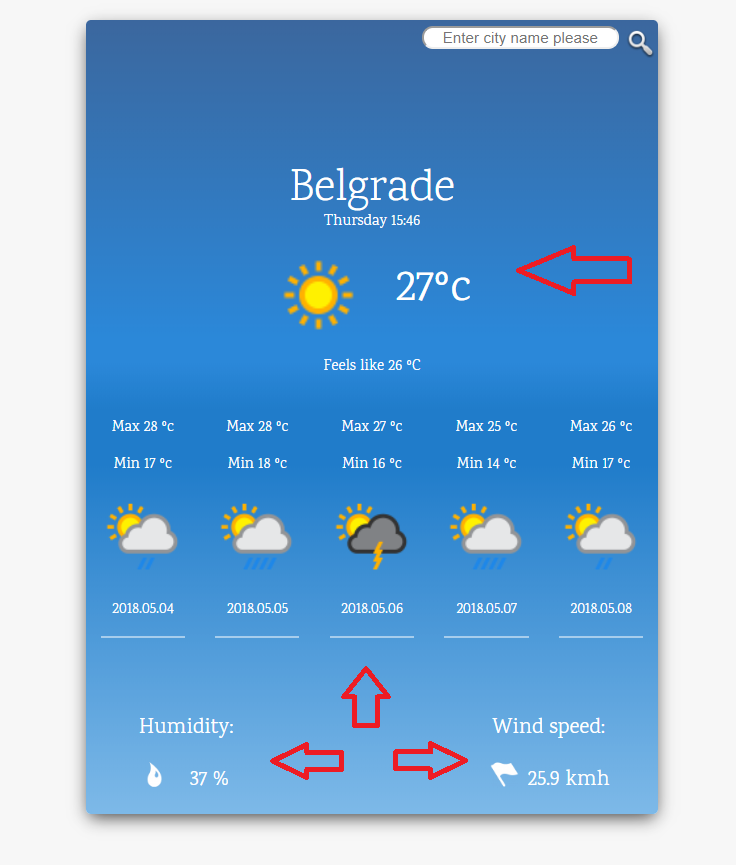 Enter city name please
Belgrade
Thursday 15:46
27°c
Feels like 26 °C
Max 28 °c Max 28 °c Max 27 °c Max 25 °c Max 26 °c
Min 17 °c Min 18 °c Min 16 °c Min 14 °c Min 17 °c
2018.05.04 2018.05.05 2018.05.06 2018.05.07 2018.05.08
Humidity: Wind speed:
37 % 25.9 kmh